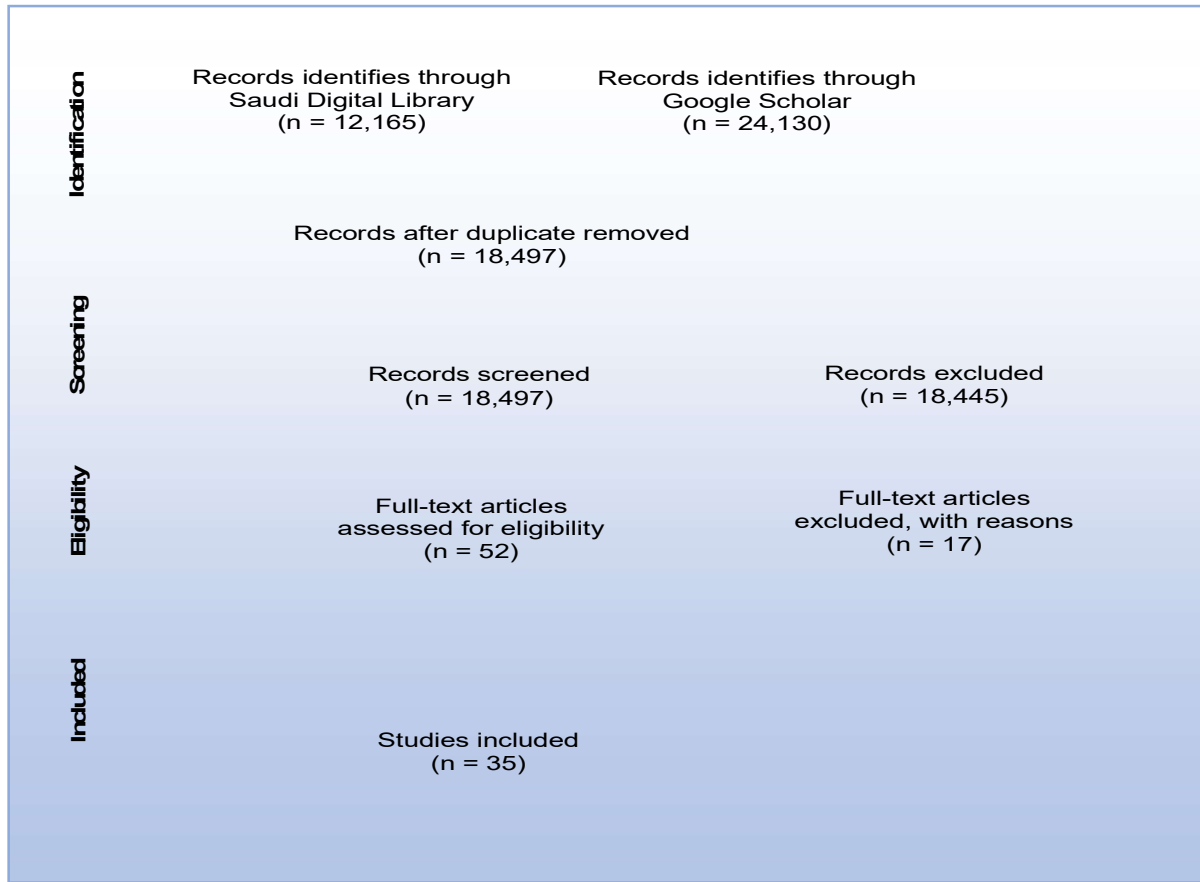 Identification
Records identifies through
Saudi Digital Library
(n = 12,165)
Records identifies through
Google Scholar
(n = 24,130)
Records after duplicate removed
(n = 18,497)
Screening
Records screened
(n = 18,497)
Records excluded
(n = 18,445)
Eligibility
Full-text articles
assessed for eligibility
(n = 52)
Full-text articles
excluded, with reasons
(n = 17)
Included
Studies included
(n = 35)